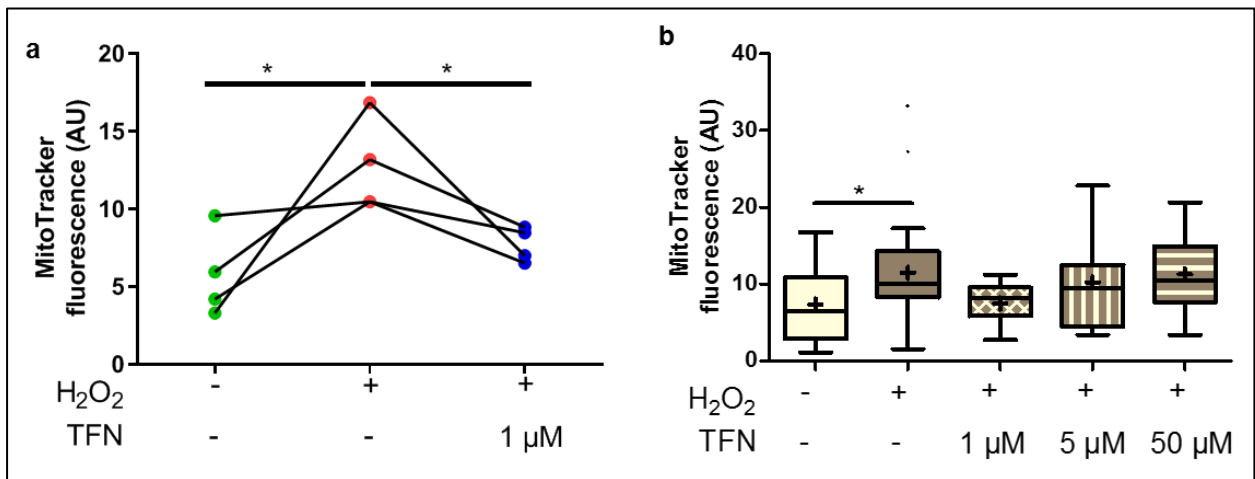 a
20
15
10
5
0
MitoTracker
fluorescence (AU)
* *
- + +
H₂O₂
TFN
- - 1 µM
b
40
30
20
10
0
MitoTracker
fluorescence (AU)
*
H₂O₂ - + + + +
TFN - - 1 µM 5 µM 50 µM